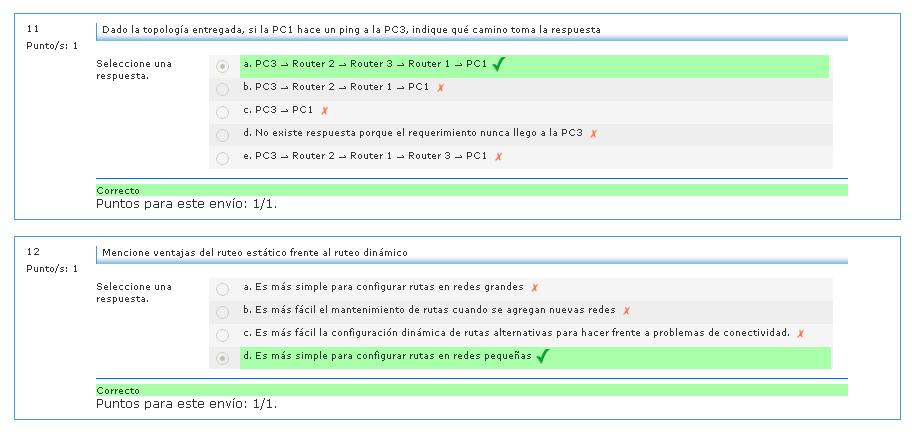 11
Punto/s: 1
Dado la topología entregada, si la PC1 hace un ping a la PC3, indique qué camino toma la respuesta
Seleccione una
respuesta.
a. PC3 → Router 2 → Router 3 → Router 1 → PC1 ✓
b. PC3 → Router 2 → Router 1 → PC1 ✗
c. PC3 → PC1 ✗
d. No existe respuesta porque el requerimiento nunca llego a la PC3 ✗
e. PC3 → Router 2 → Router 1 → Router 3 → PC1 ✗
Correcto
Puntos para este envío: 1/1.
12
Punto/s: 1
Mencione ventajas del ruteo estático frente al ruteo dinámico
Seleccione una
respuesta.
a. Es más simple para configurar rutas en redes grandes ✗
b. Es más fácil el mantenimiento de rutas cuando se agregan nuevas redes ✗
c. Es más fácil la configuración dinámica de rutas alternativas para hacer frente a problemas de conectividad. ✗
d. Es más simple para configurar rutas en redes pequeñas ✓
Correcto
Puntos para este envío: 1/1.